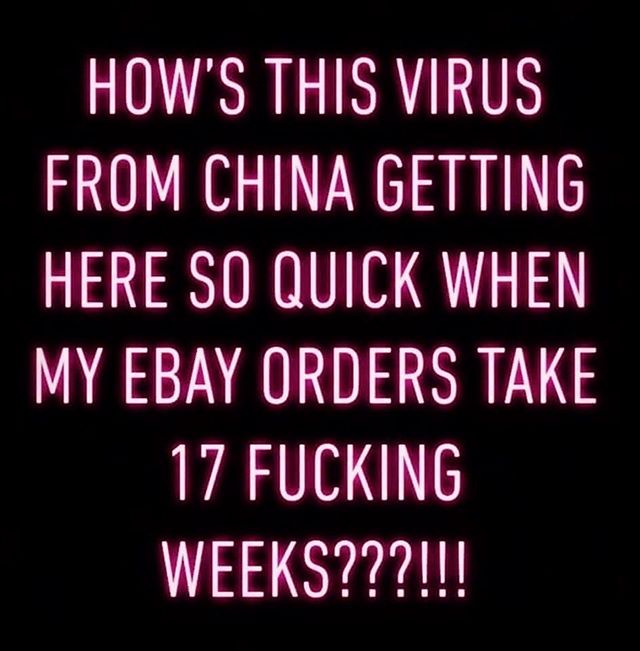 HOW'S THIS VIRUS
FROM CHINA GETTING
HERE SO QUICK WHEN
MY EBAY ORDERS TAKE
17 FUCKING
WEEKS???!!!